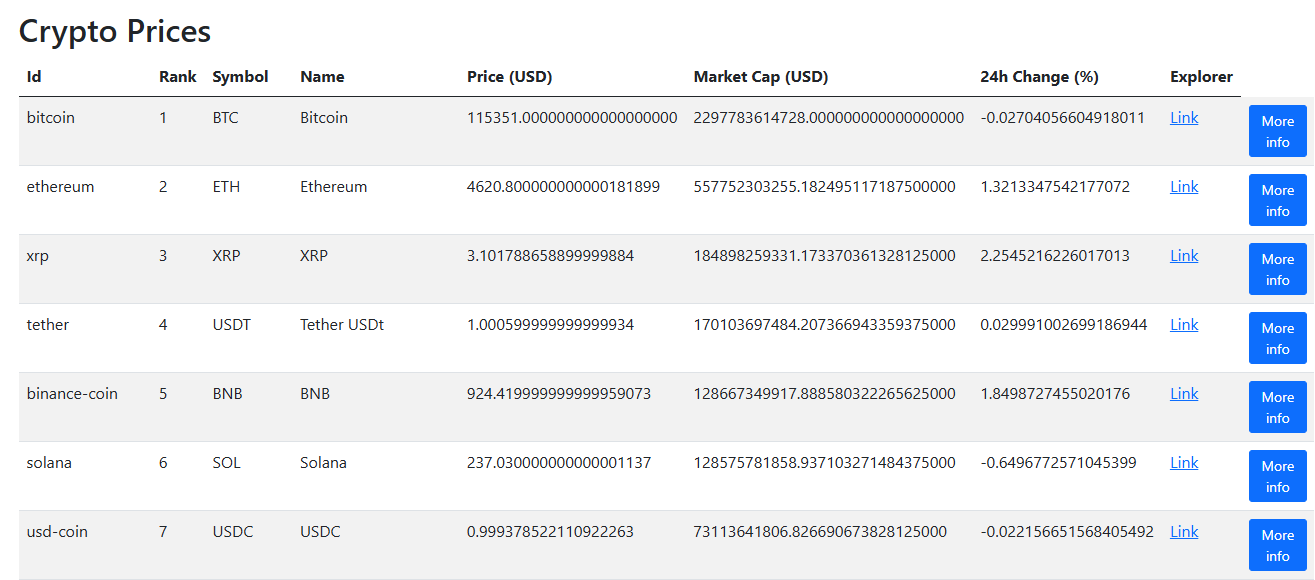 Crypto Prices
Id Rank Symbol Name Price (USD) Market Cap (USD) 24h Change (%) Explorer
bitcoin 1 BTC Bitcoin 115351.000000000000000000 2297783614728.000000000000000000 -0.02704056604918011 Link More info
ethereum 2 ETH Ethereum 4620.800000000000181899 557752303255.182495117187500000 1.3213347542177072 Link More info
xrp 3 XRP XRP 3.101788658899999884 184898259331.173370361328125000 2.2545216226017013 Link More info
tether 4 USDT Tether USDt 1.000599999999999934 170103697484.207366943359375000 0.029991002699186944 Link More info
binance-coin 5 BNB BNB 924.419999999999959073 128667349917.888580322265625000 1.8498727455020176 Link More info
solana 6 SOL Solana 237.030000000000001137 128575781858.937103271484375000 -0.6496772571045399 Link More info
usd-coin 7 USDC USDC 0.999378522110922263 73113641806.826690673828125000 -0.022156651568405492 Link More info